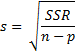 s = √(SSR / (n − p))